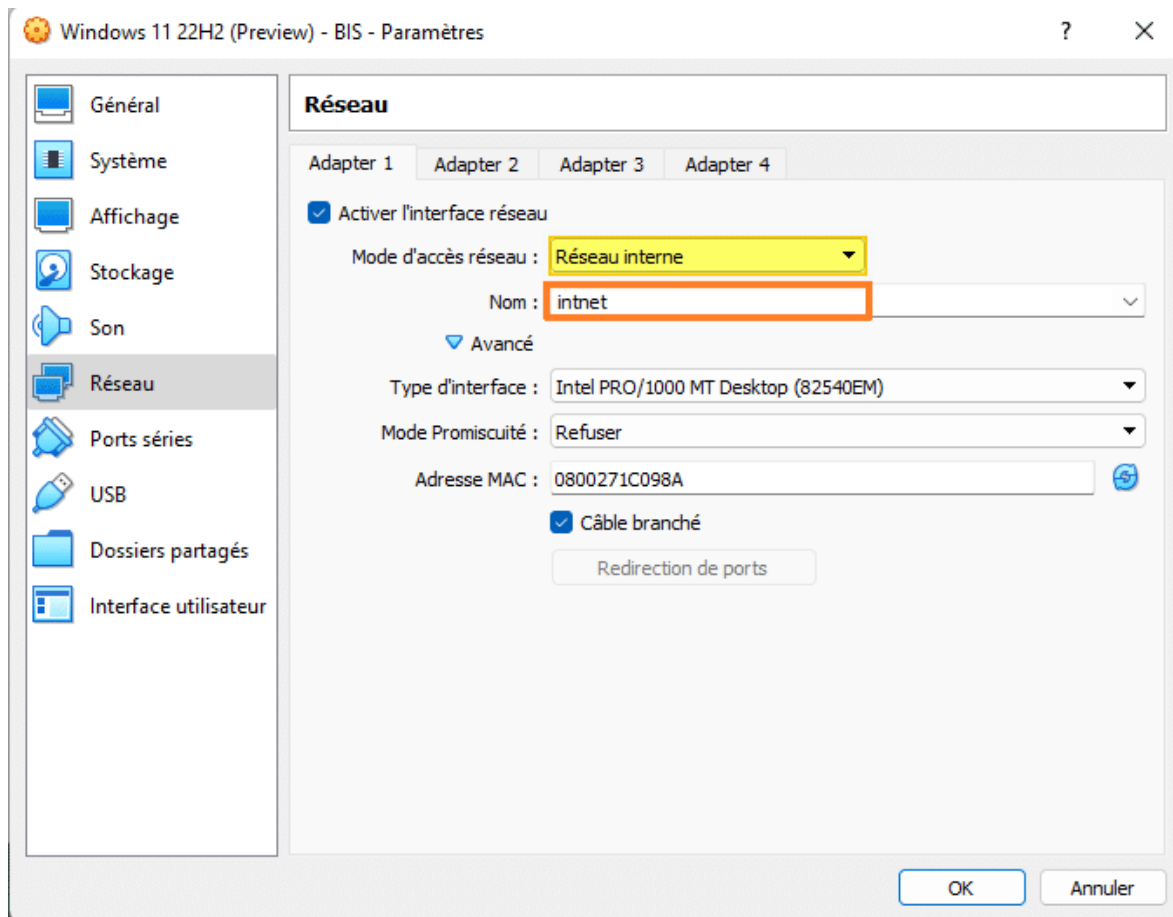 Windows 11 22H2 (Preview) - BIS - Paramètres ?
Général
Système
Affichage
Stockage
Son
Réseau
Ports séries
USB
Dossiers partagés
Interface utilisateur
Réseau
Adapter 1 Adapter 2 Adapter 3 Adapter 4
Activer l'interface réseau
Mode d'accès réseau : Réseau interne
Nom : intnet
Avancé
Type d'interface : Intel PRO/1000 MT Desktop (82540EM)
Mode Promiscuité : Refuser
Adresse MAC : 0800271C098A
Câble branché
Redirection de ports
OK Annuler